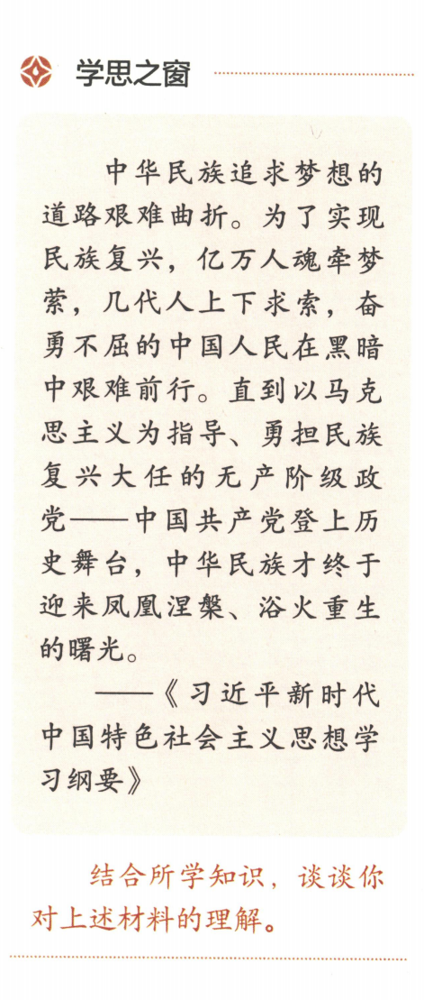 学思之窗
中华民族追求梦想的
道路艰难曲折。为了实现
民族复兴，亿万人魂牵梦
萦，几代人上下求索，奋
勇不屈的中国人民在黑暗
中艰难前行。直到以马克
思主义为指导、勇担民族
复兴大任的无产阶级政
党——中国共产党登上历
史舞台，中华民族才终于
迎来凤凰涅槃、浴火重生
的曙光。
——《习近平新时代
中国特色社会主义思想学
习纲要》
结合所学知识，谈谈你
对上述材料的理解。